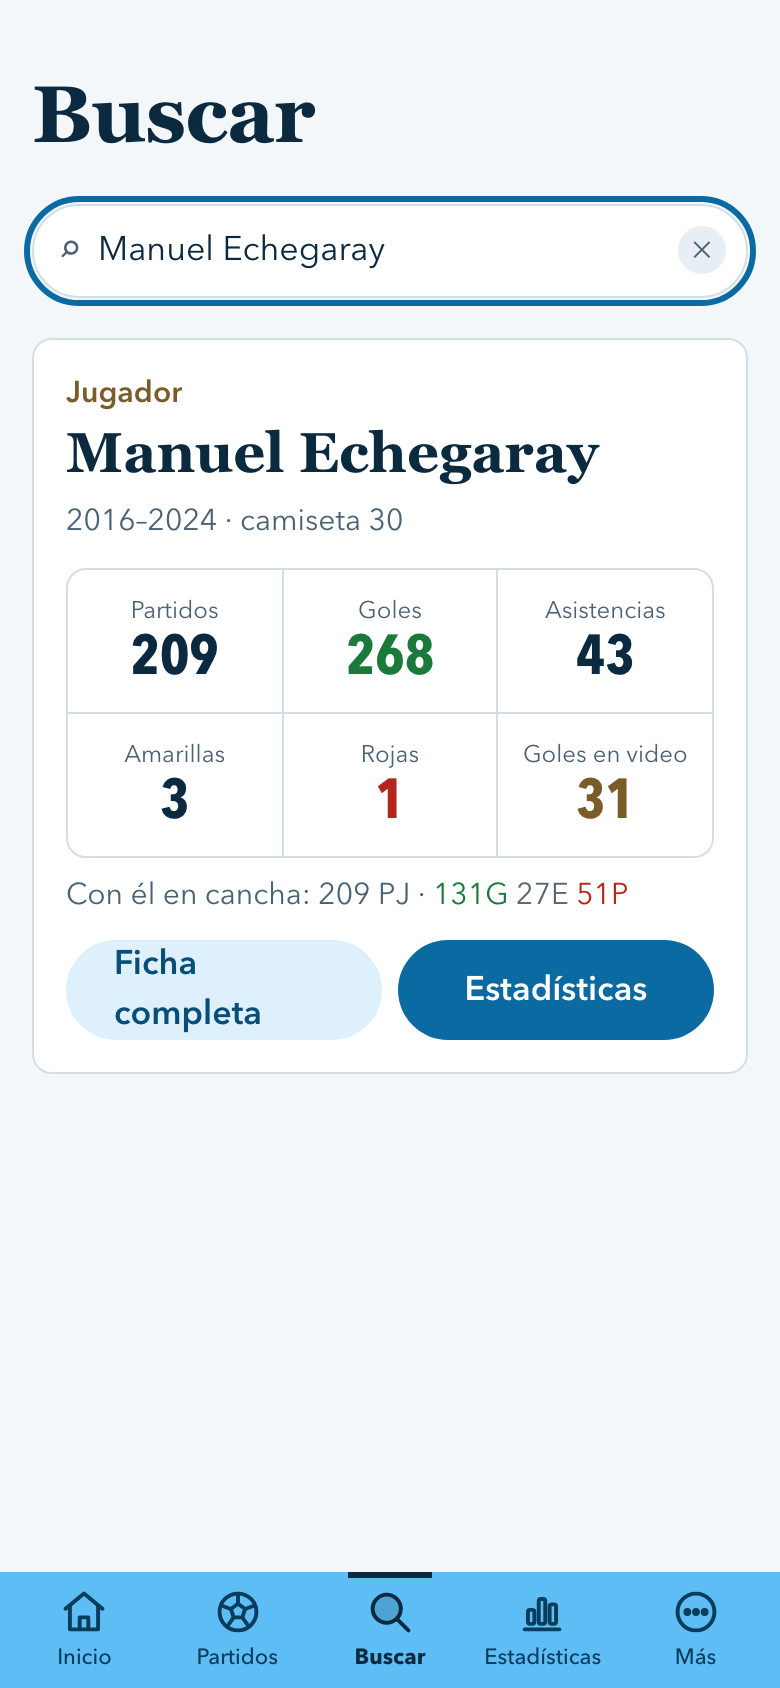 Buscar
Manuel Echegaray
Jugador
Manuel Echegaray
2016–2024 · camiseta 30
Partidos Goles Asistencias
209 268 43
Amarillas Rojas Goles en video
3 1 31
Con él en cancha: 209 PJ · 131G 27E 51P
Ficha
completa
Estadísticas
Inicio Partidos Buscar Estadísticas Más